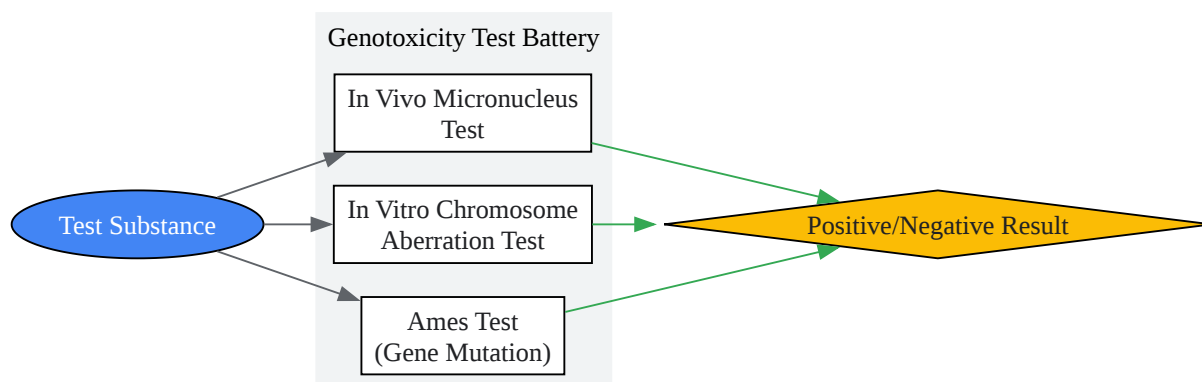 Genotoxicity Test Battery
In Vivo Micronucleus
Test
Test Substance
In Vitro Chromosome
Aberration Test
Positive/Negative Result
Ames Test
(Gene Mutation)